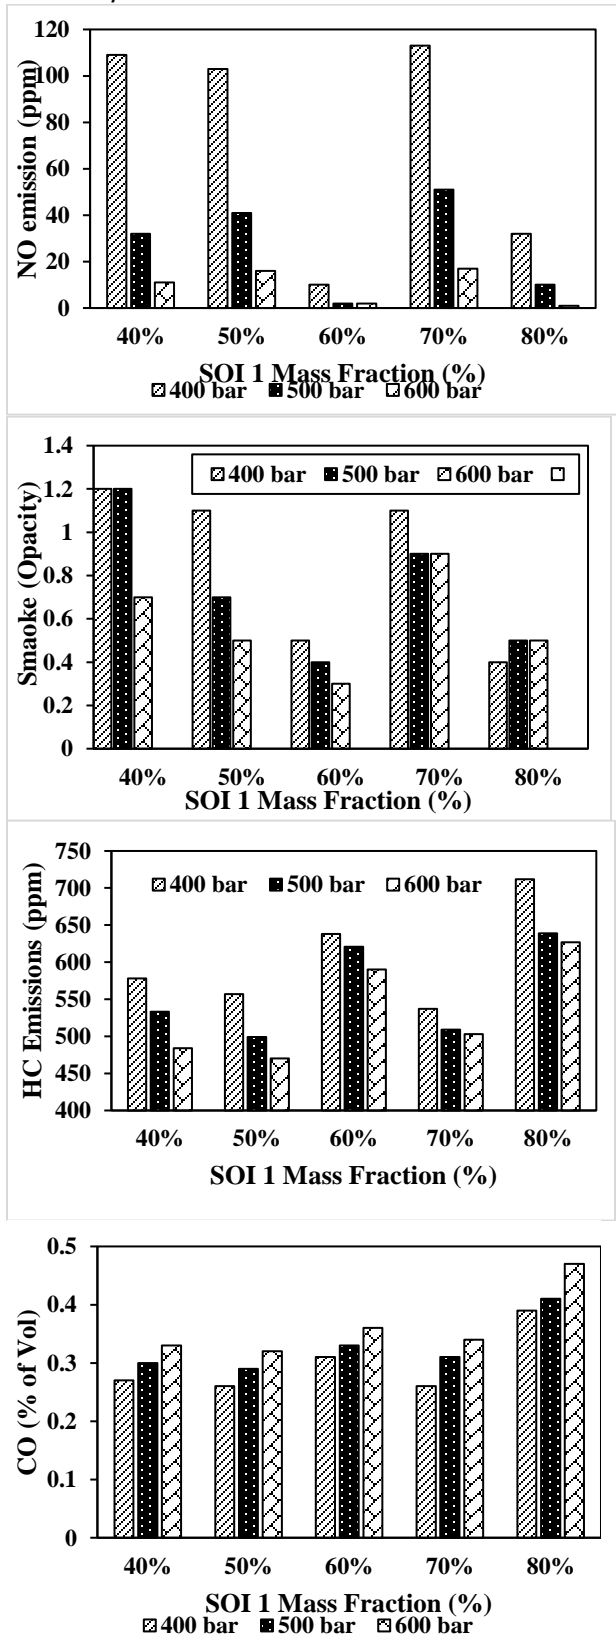 120
100
80
60
40
20
0
NO emission (ppm)
40% 50% 60% 70% 80%
SOI 1 Mass Fraction (%)
400 bar 500 bar 600 bar
1.4
1.2
1
0.8
0.6
0.4
0.2
0
Smaoke (Opacity)
400 bar 500 bar 600 bar
40% 50% 60% 70% 80%
SOI 1 Mass Fraction (%)
750
700
650
600
550
500
450
400
HC Emissions (ppm)
400 bar 500 bar 600 bar
40% 50% 60% 70% 80%
SOI 1 Mass Fraction (%)
0.5
0.4
0.3
0.2
0.1
0
CO (% of Vol)
40% 50% 60% 70% 80%
SOI 1 Mass Fraction (%)
400 bar 500 bar 600 bar